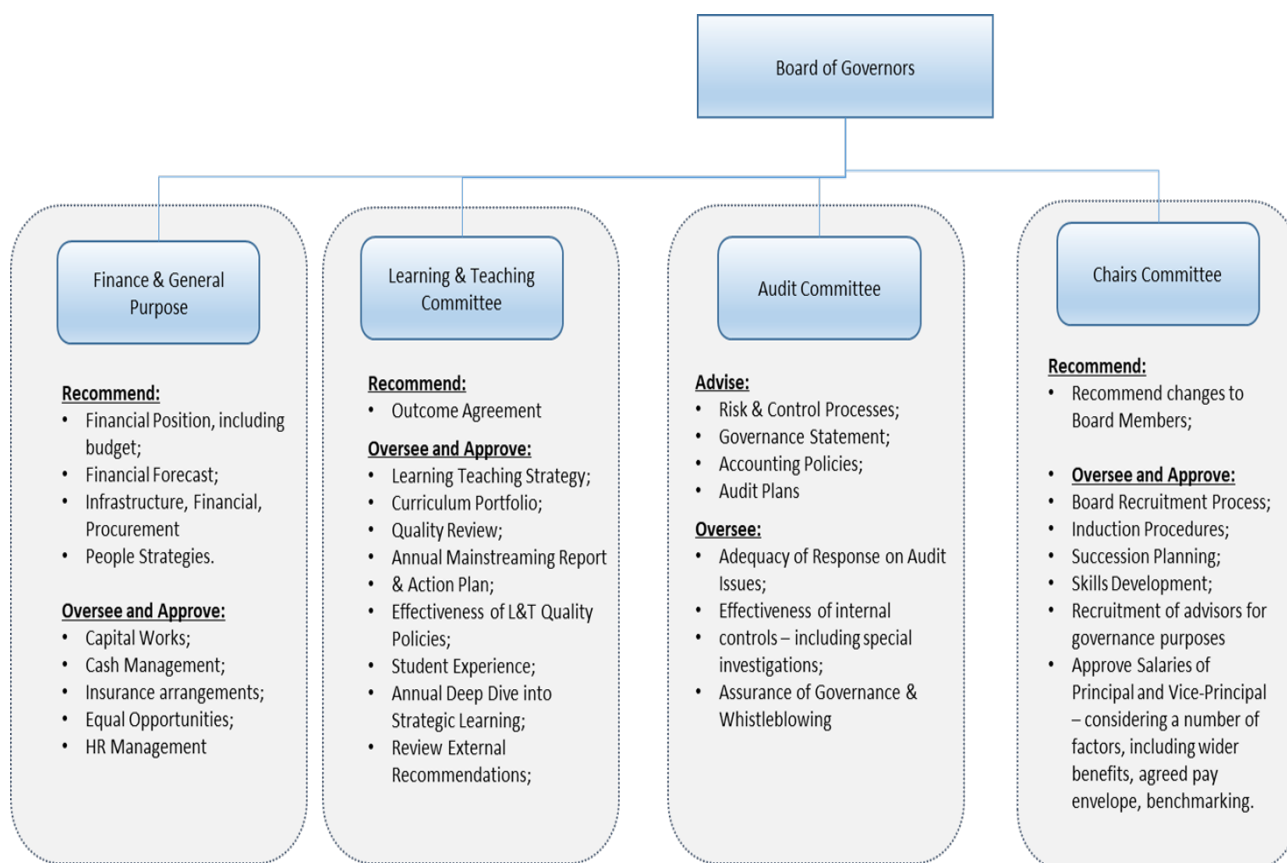 Board of Governors
Finance & General
Purpose
Recommend:
• Financial Position, including
budget;
• Financial Forecast;
• Infrastructure, Financial,
Procurement
• People Strategies.
Oversee and Approve:
• Capital Works;
• Cash Management;
• Insurance arrangements;
• Equal Opportunities;
• HR Management
Learning & Teaching
Committee
Recommend:
• Outcome Agreement
Oversee and Approve:
• Learning Teaching Strategy;
• Curriculum Portfolio;
• Quality Review;
• Annual Mainstreaming Report
• & Action Plan;
• Effectiveness of L&T Quality
Policies;
• Student Experience;
• Annual Deep Dive into
Strategic Learning;
• Review External
Recommendations;
Audit Committee
Advise:
• Risk & Control Processes;
• Governance Statement;
• Accounting Policies;
• Audit Plans
Oversee:
• Adequacy of Response on Audit
Issues;
• Effectiveness of internal
• controls – including special
investigations;
• Assurance of Governance &
Whistleblowing
Chairs Committee
Recommend:
• Recommend changes to
Board Members;
• Oversee and Approve:
• Board Recruitment Process;
• Induction Procedures;
• Succession Planning;
• Skills Development;
• Recruitment of advisors for
governance purposes
• Approve Salaries of
Principal and Vice-Principal
– considering a number of
factors, including wider
benefits, agreed pay
envelope, benchmarking.